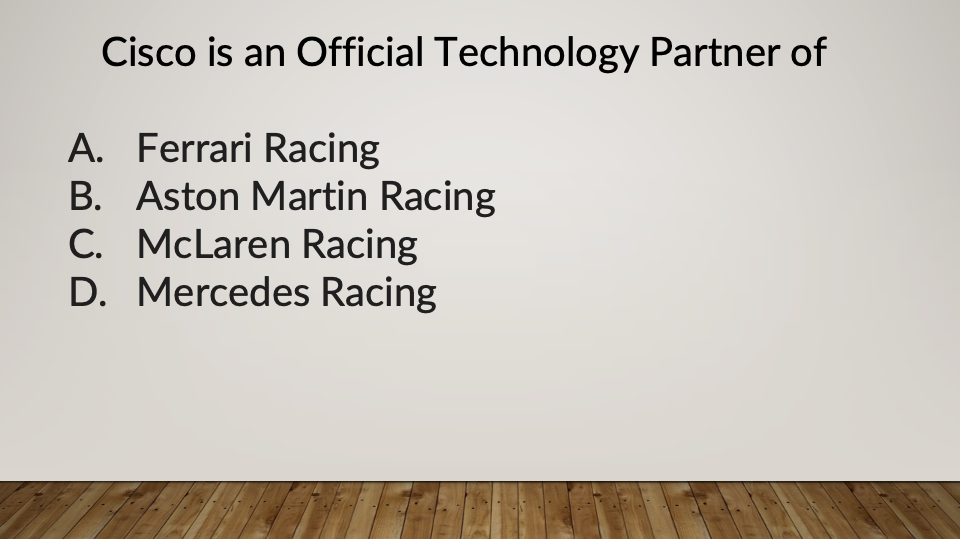 Cisco is an Official Technology Partner of
A. Ferrari Racing
B. Aston Martin Racing
C. McLaren Racing
D. Mercedes Racing